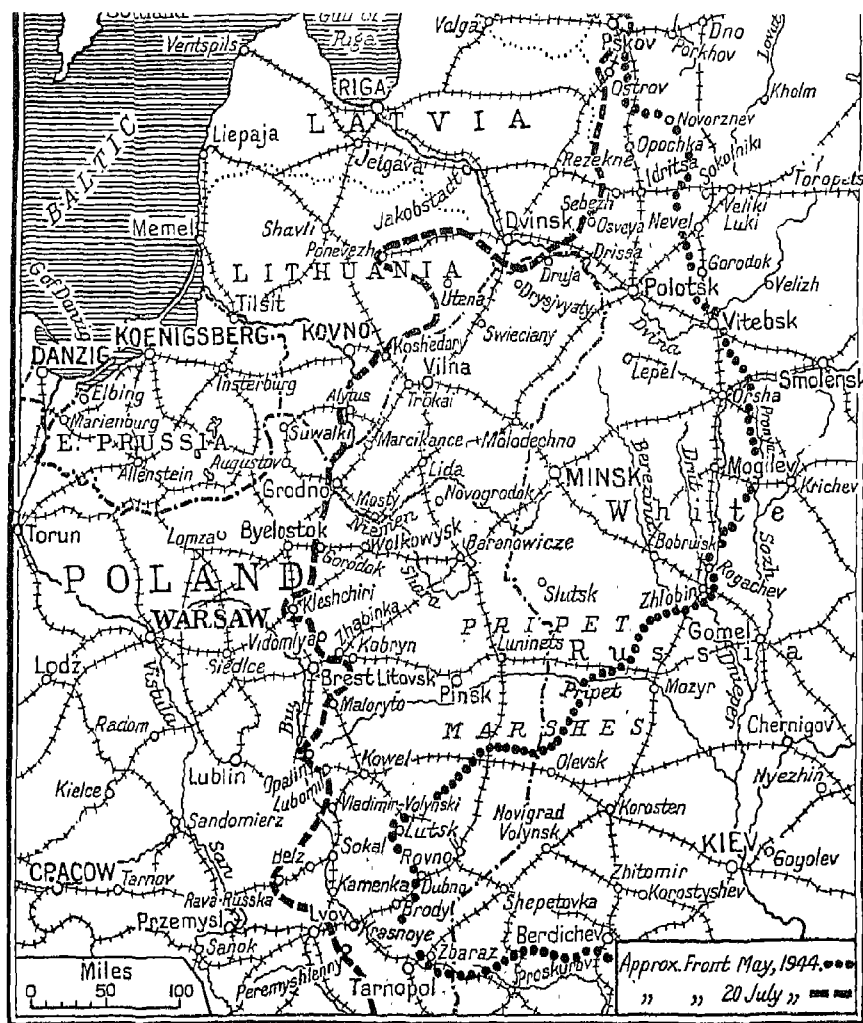 Valga
Pskov
Dno
Porkhov
Lovat
Gulf of
Riga
Ventspils
Ostrov
Kholm
RIGA
LATVIA
Novorznev
Opochka
Liepaja
Jelgava
Rezekne
Idritsa
Sokolniki
Toropets
BALTIC
Jakobstadt
Sebezh
Osveya
Nevel
Veliki
Luki
Memel
Shavli
Ponevezh
Dvinsk
Drissa
Gorodok
LITHUANIA
Utena
Druja
Drysjvyaty
Polotsk
Velizh
G. of Danzig
Tilsit
Swieciany
Dvina
Vitebsk
KOENIGSBERG
KOVNO
Koshedary
DANZIG
Vilna
Lepel
Smolensk
Elbing
Insterburg
Alytus
Trokai
Orsha
Marienburg
Suwalki
Marcikance
Molodechno
Pronya
E. PRUSSIA
Augustov
Lida
Berezina
Drut
Mogilev
Allenstein
MINSK
Grodno
Novogrodok
Krichev
Mosty
Niemen
White
Torun
Lomza
Byelostok
Wolkowysk
Baranowicze
Bobruisk
Gorodok
Shara
Rogachev
Sozh
POLAND
Slutsk
Zhlobin
Kleshchiri
WARSAW
Zhabinka
PRIPET
Gomel
Vidomlya
Kobryn
Luninets
Russia
Lodz
Siedlce
Brest Litovsk
Pinsk
Pripet
Mozyr
Dnieper
Vistula
Maloryto
Bug
MARSHES
Radom
Chernigov
Kowel
Olevsk
Lublin
Opalin
Luboml
Nyezhin
Kielce
Vladimir-Volynski
Novigrad
Volynsk
Korosten
Sandomierz
Lutsk
San
Sokal
KIEV
Belz
Rovno
Gogolev
CRACOW
Tarnov
Zhitomir
Kamenka
Dubno
Korostyshev
Rava-Russka
Shepetovka
Brody
Przemysl
Lvov
Krasnoye
Berdichev
Sanok
Zbaraz
Miles
Proskurov
Peremyshlenny
Tarnopol
0 50 100
Approx. Front May, 1944.
„ „ 20 July „